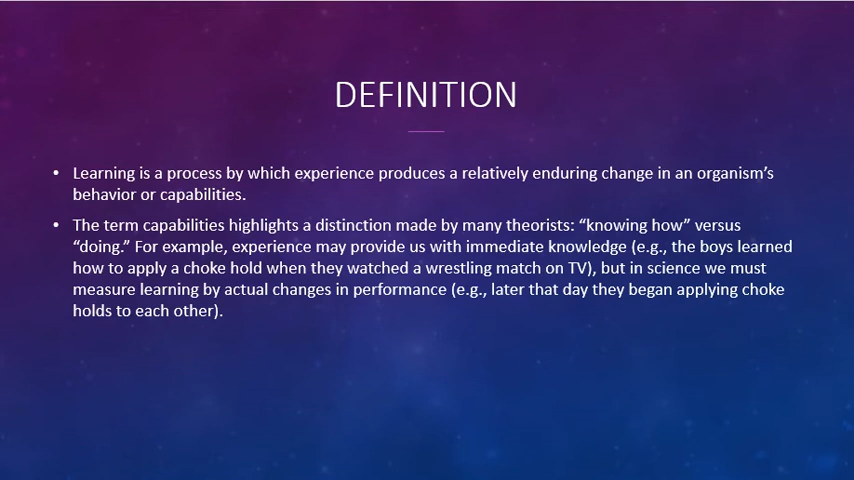 DEFINITION
• Learning is a process by which experience produces a relatively enduring change in an organism’s
behavior or capabilities.
• The term capabilities highlights a distinction made by many theorists: “knowing how” versus
“doing.” For example, experience may provide us with immediate knowledge (e.g., the boys learned
how to apply a choke hold when they watched a wrestling match on TV), but in science we must
measure learning by actual changes in performance (e.g., later that day they began applying choke
holds to each other).